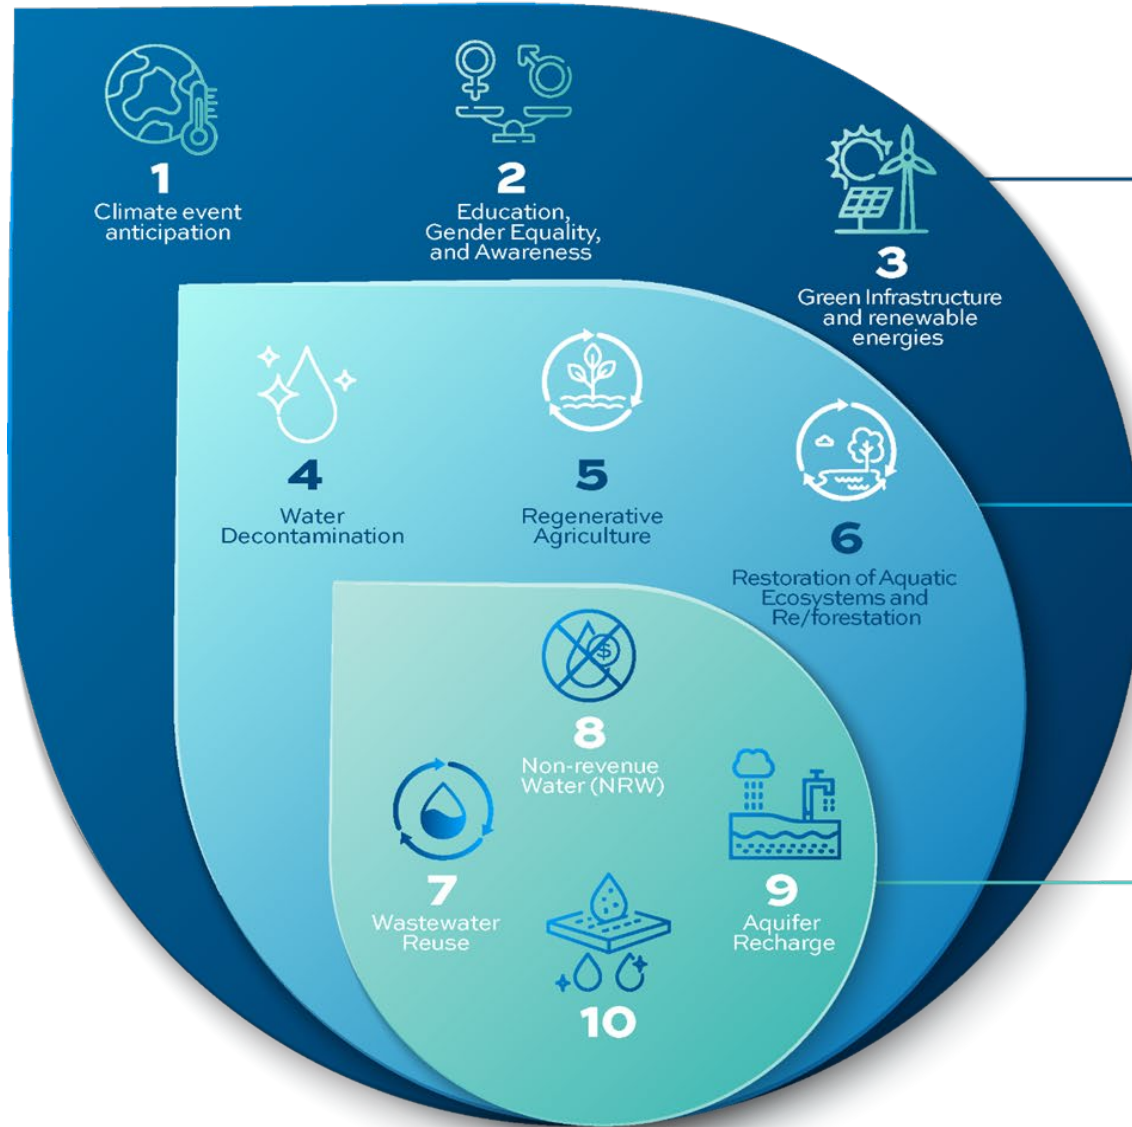 1
Climate event
anticipation
2
Education,
Gender Equality,
and Awareness
3
Green Infrastructure
and renewable
energies
4
Water
Decontamination
5
Regenerative
Agriculture
6
Restoration of Aquatic
Ecosystems and
Re/forestation
$
8
Non-revenue
Water (NRW)
7
Wastewater
Reuse
9
Aquifer
Recharge
10